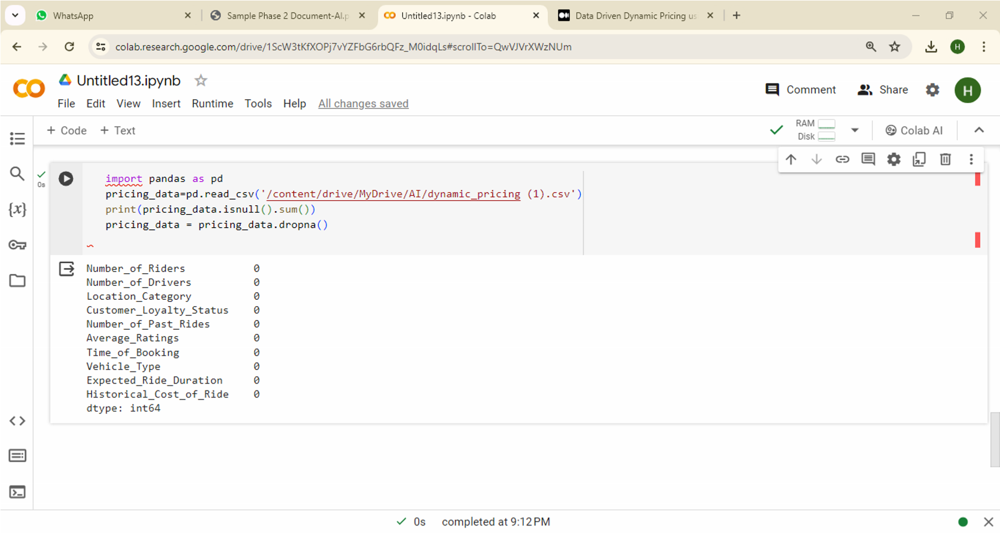 WhatsApp
Sample Phase 2 Document-AI.p
Untitled13.ipynb - Colab
Data Driven Dynamic Pricing us
colab.research.google.com/drive/1ScW3tKfXOPj7vYZFbG6rbQFz_M0idqLs#scrollTo=QwVJVrXWzNUm
H
Untitled13.ipynb
Comment
Share
H
File Edit View Insert Runtime Tools Help All changes saved
+ Code + Text
RAM
Disk
Colab AI
0s
import pandas as pd
pricing_data=pd.read_csv('/content/drive/MyDrive/AI/dynamic_pricing (1).csv')
print(pricing_data.isnull().sum())
pricing_data = pricing_data.dropna()
{x}
Number_of_Riders 0
Number_of_Drivers 0
Location_Category 0
Customer_Loyalty_Status 0
Number_of_Past_Rides 0
Average_Ratings 0
Time_of_Booking 0
Vehicle_Type 0
Expected_Ride_Duration 0
Historical_Cost_of_Ride 0
dtype: int64
0s completed at 9:12 PM